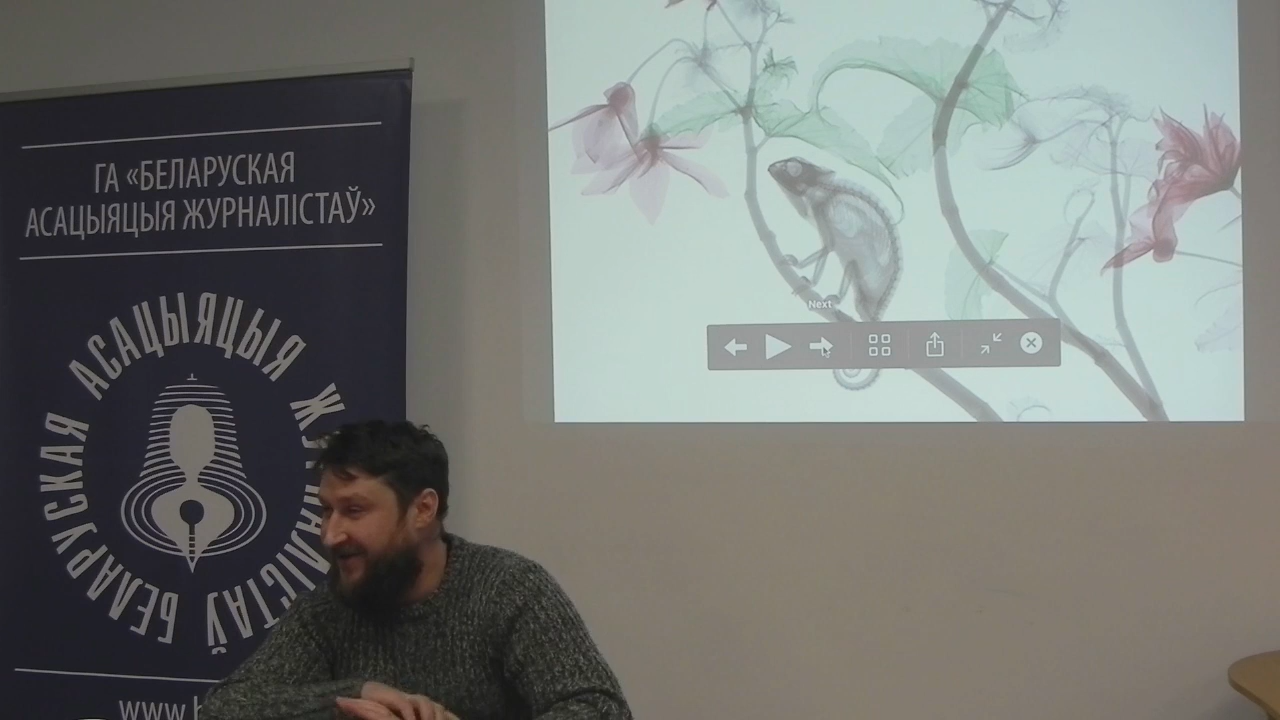 ГА «БЕЛАРУСКАЯ
АСАЦЫЯЦЫЯ ЖУРНАЛІСТАЎ»
БЕЛАРУСКАЯ АСАЦЫЯЦЫЯ ЖУРНАЛІСТАЎ
Next